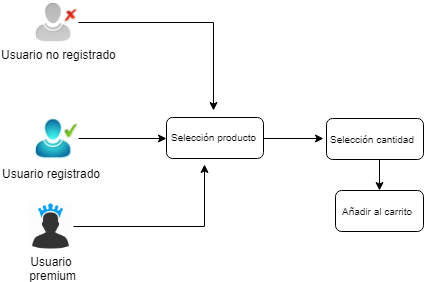 Usuario no registrado
Selección producto
Selección cantidad
Usuario registrado
Añadir al carrito
Usuario
premium